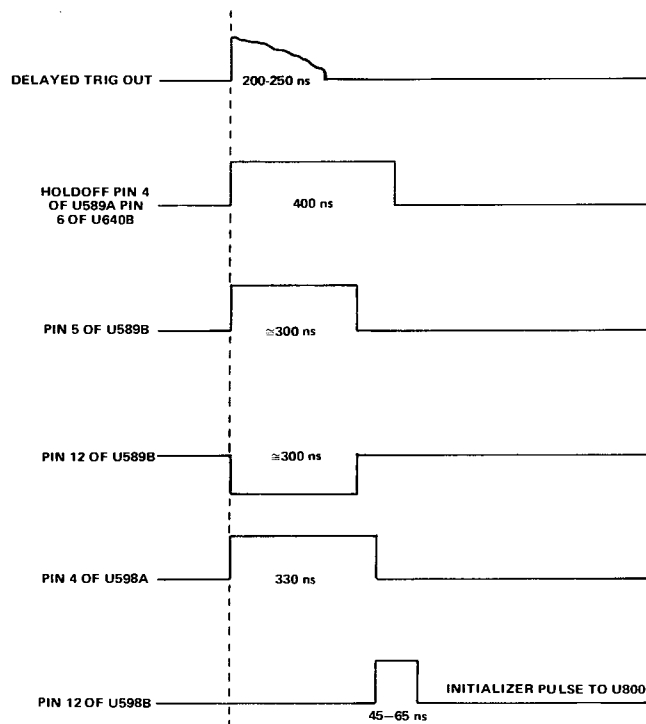 DELAYED TRIG OUT
200-250 ns
HOLDOFF PIN 4
OF U589A PIN
6 OF U640B
400 ns
PIN 5 OF U589B
≅300 ns
PIN 12 OF U589B
≅300 ns
PIN 4 OF U598A
330 ns
INITIALIZER PULSE TO U800
PIN 12 OF U598B
45—65 ns